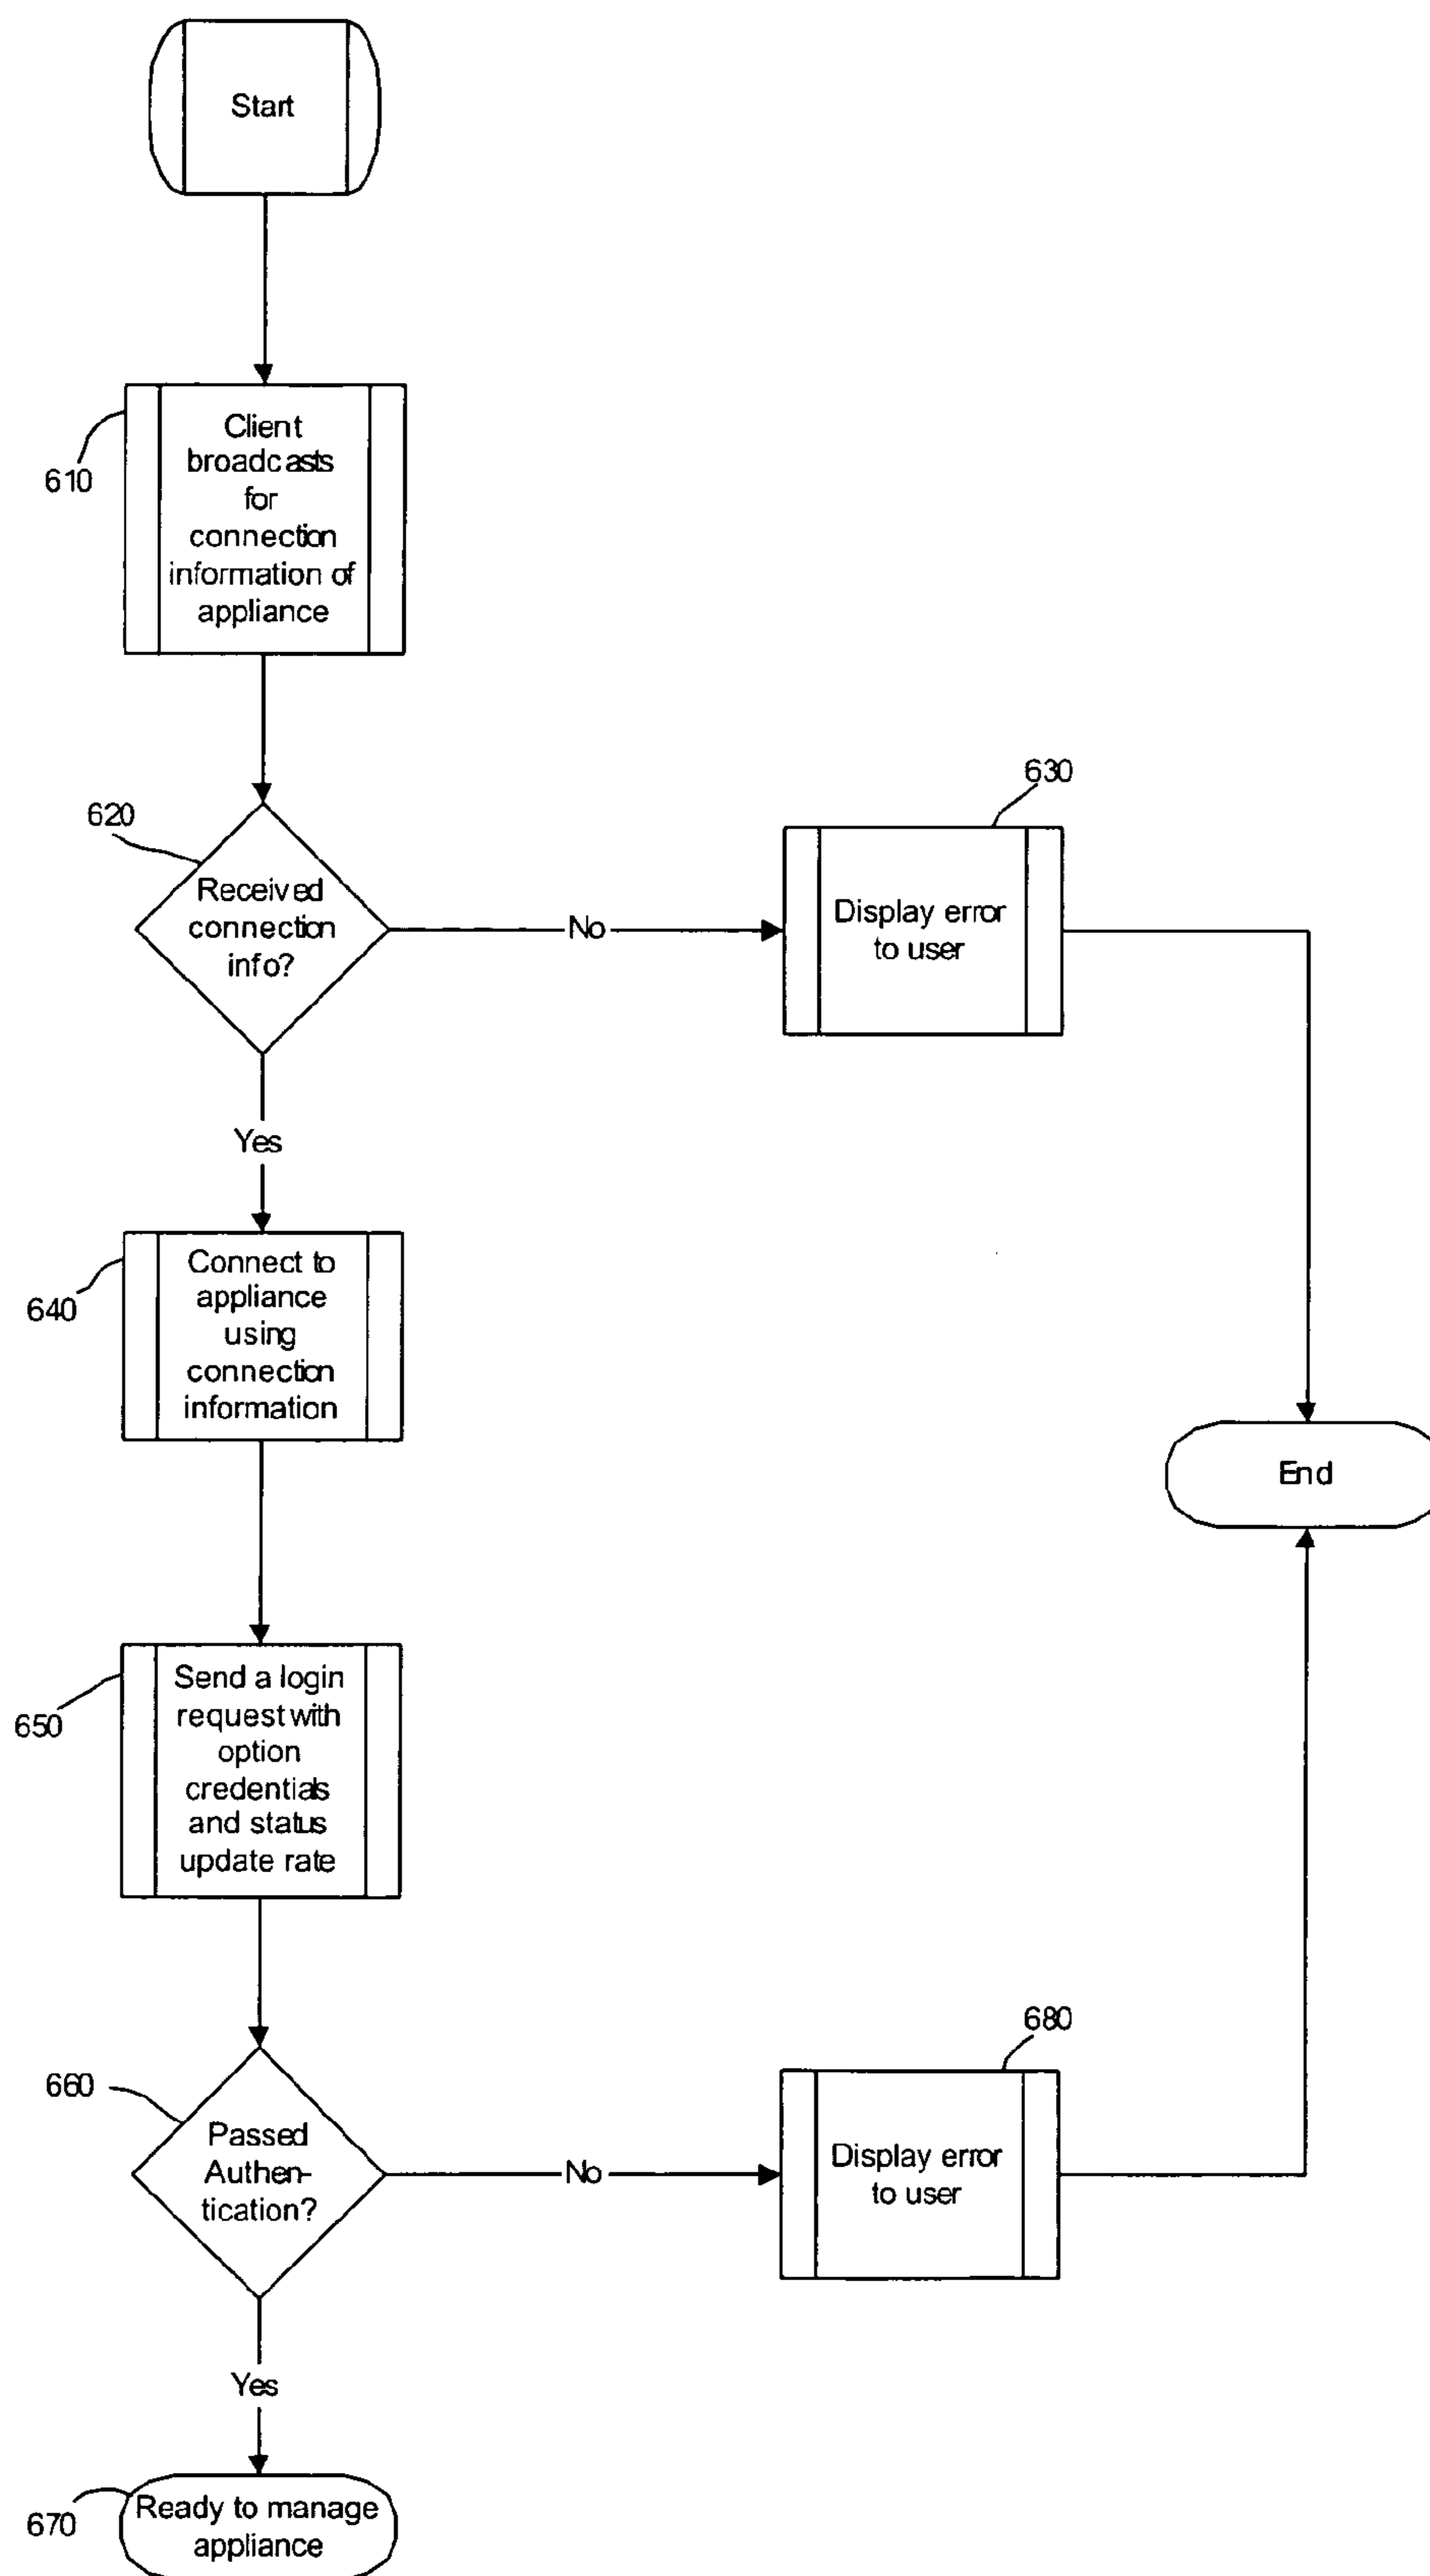 Start
610
Client
broadcasts
for
connection
information of
appliance
620
Received
connection
info?
No
630
Display error
to user
Yes
640
Connect to
appliance
using
connection
information
End
650
Send a login
request with
option
credentials
and status
update rate
660
Passed
Authen-
tication?
No
680
Display error
to user
Yes
670
Ready to manage
appliance